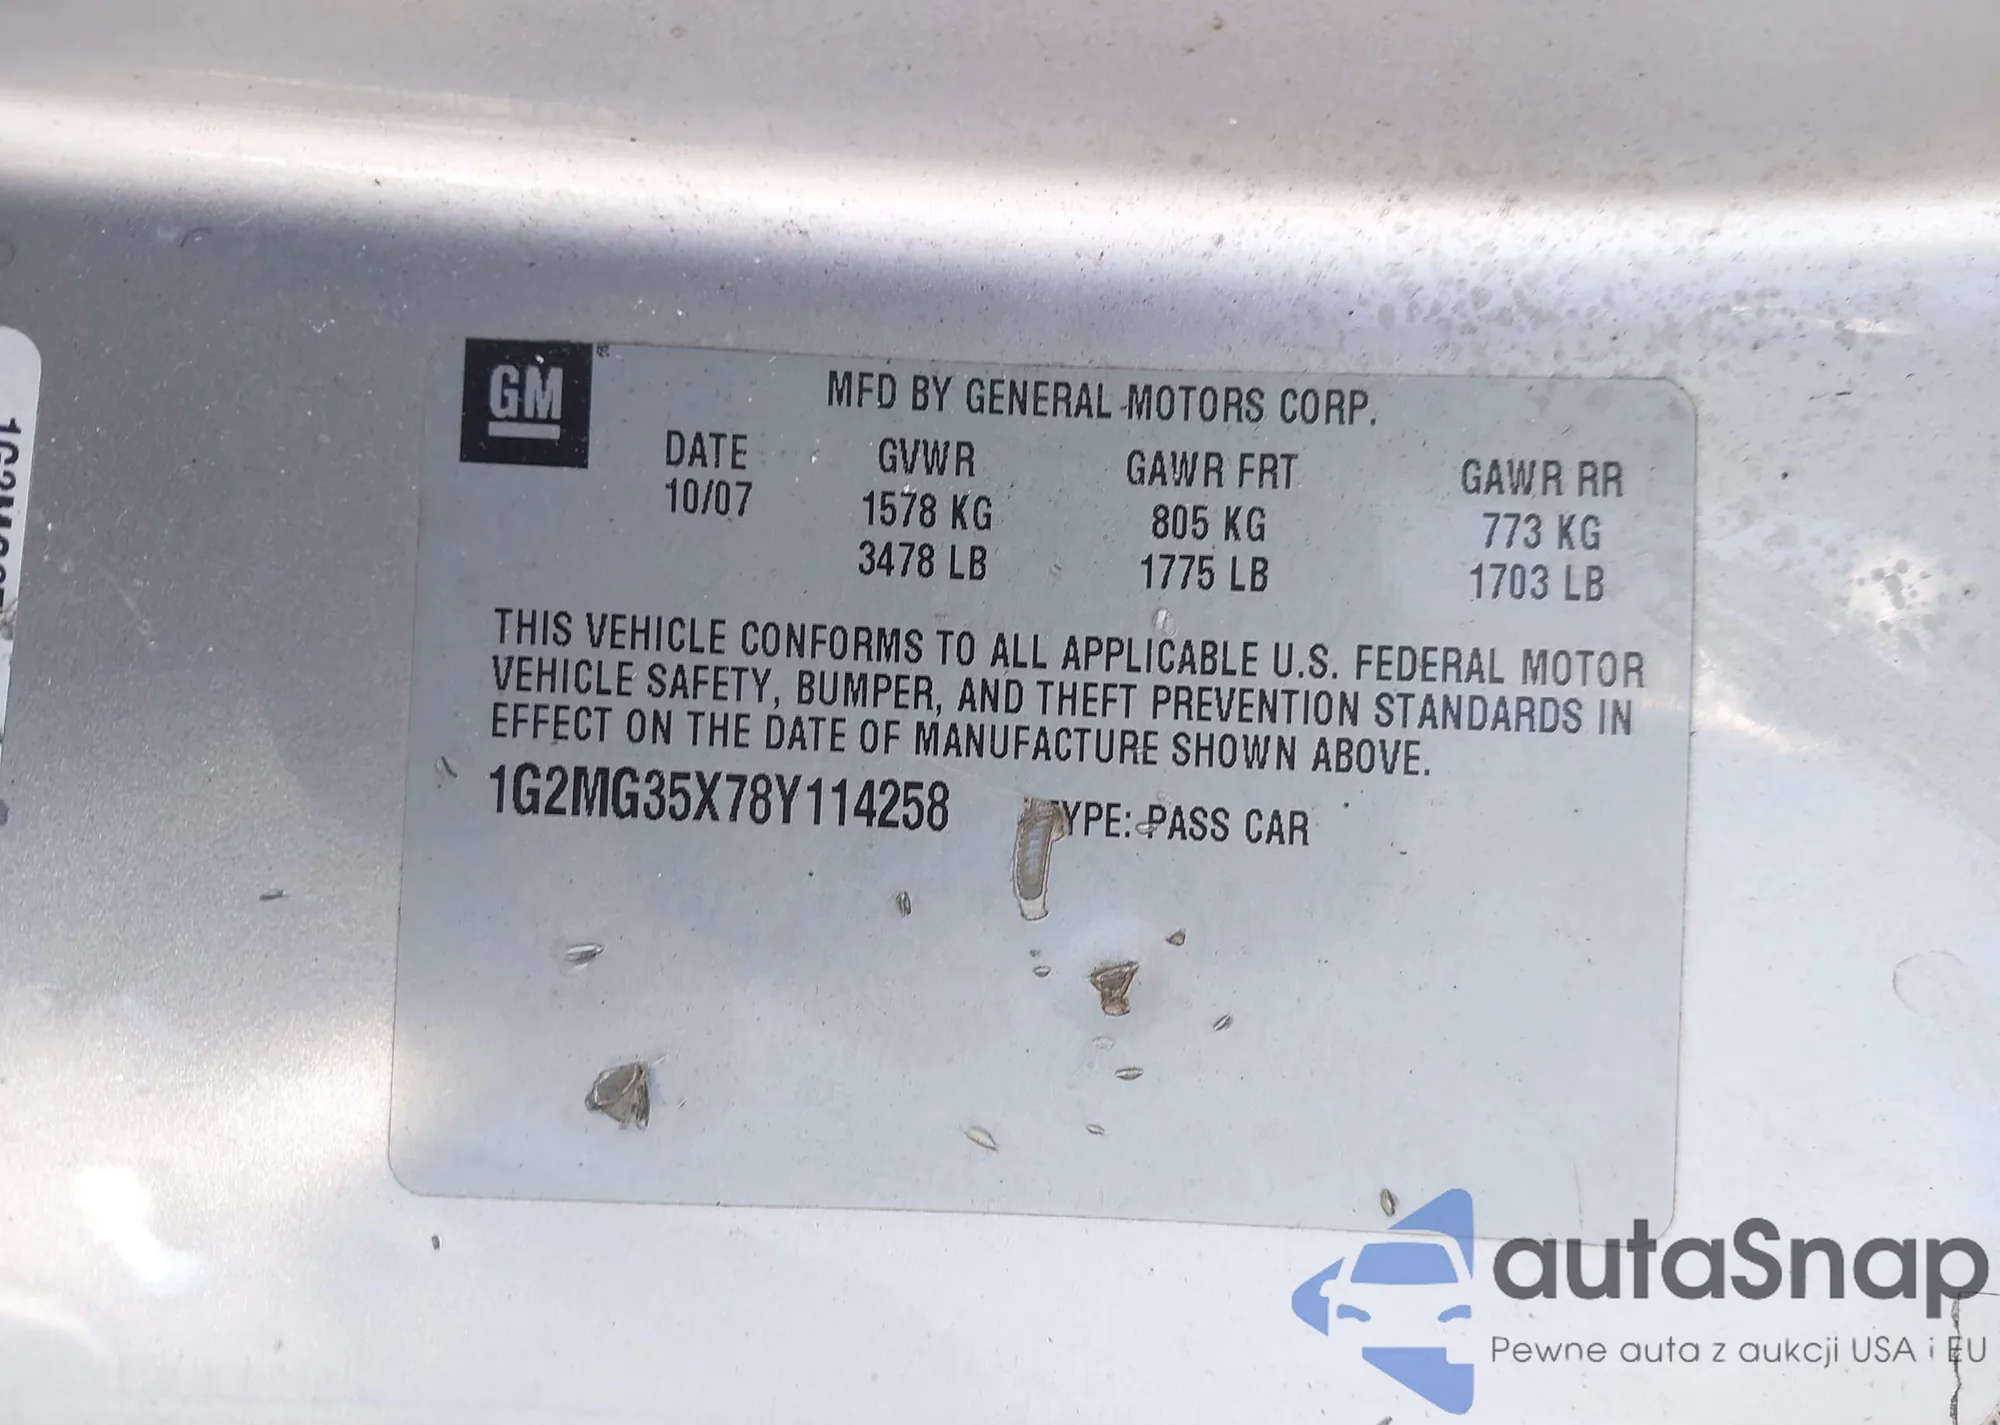 GM
MFD BY GENERAL MOTORS CORP.
DATE GVWR GAWR FRT GAWR RR
10/07 1578 KG 805 KG 773 KG
3478 LB 1775 LB 1703 LB
THIS VEHICLE CONFORMS TO ALL APPLICABLE U.S. FEDERAL MOTOR
VEHICLE SAFETY, BUMPER, AND THEFT PREVENTION STANDARDS IN
EFFECT ON THE DATE OF MANUFACTURE SHOWN ABOVE.
1G2MG35X78Y114258 TYPE: PASS CAR
autaSnap
Pewne auta z aukcji USA i EU